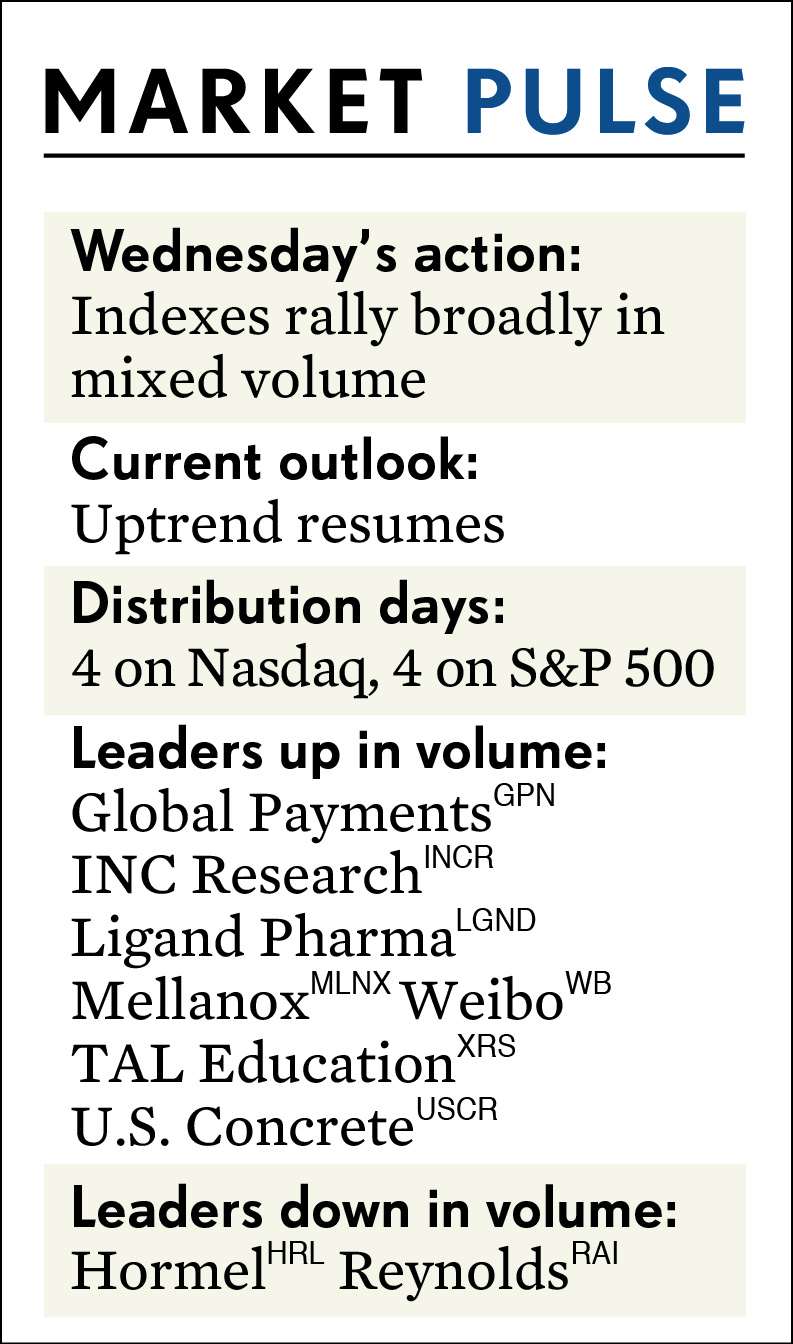 MARKET PULSE
Wednesday’s action:
Indexes rally broadly in
mixed volume
Current outlook:
Uptrend resumes
Distribution days:
4 on Nasdaq, 4 on S&P 500
Leaders up in volume:
Global Payments GPN
INC Research INCR
Ligand Pharma LGND
Mellanox MLNX Weibo WB
TAL Education XRS
U.S. Concrete USCR
Leaders down in volume:
Hormel HRL Reynolds RAI